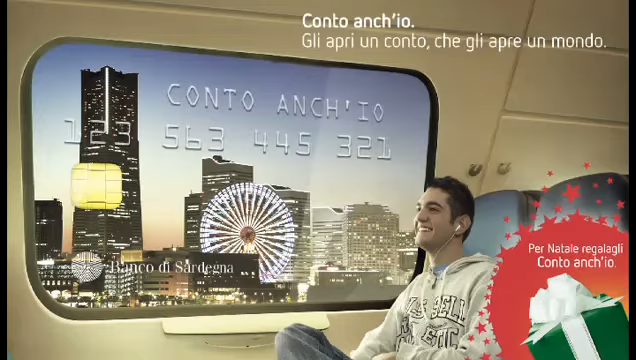 Conto anch'io.
Gli apri un conto, che gli apre un mondo.
CONTO ANCH'IO
123 563 445 321
Banco di Sardegna
Per Natale regalagli
Conto anch'io.